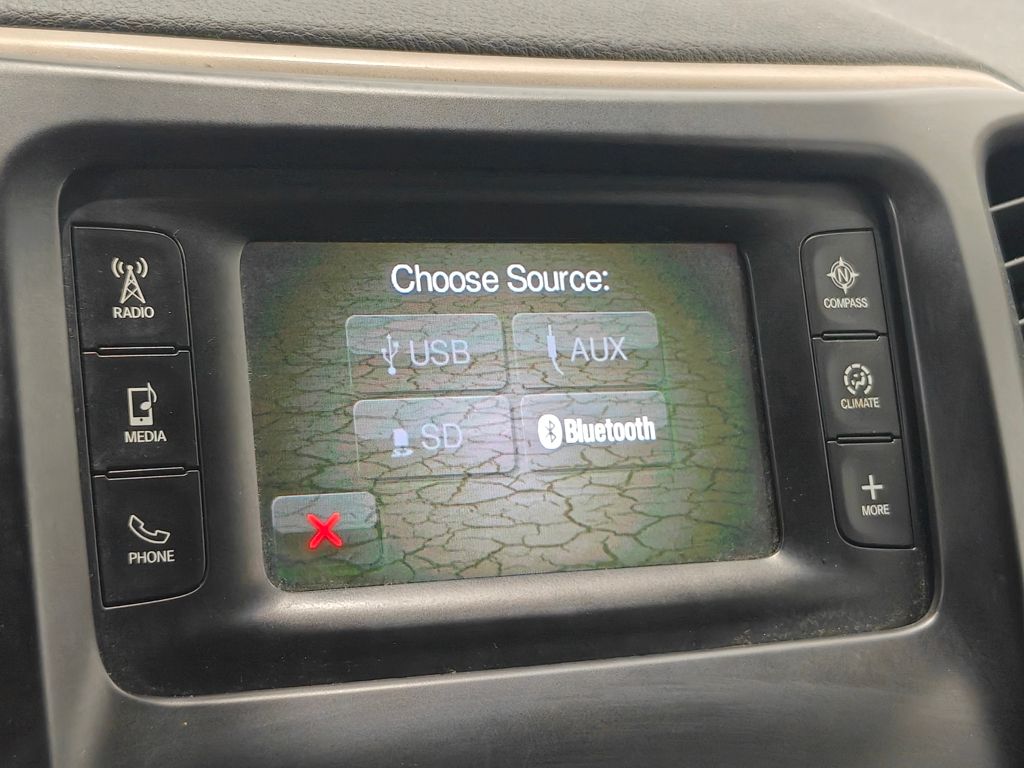 RADIO
MEDIA
PHONE
Choose Source:
USB
AUX
SD
Bluetooth
N
COMPASS
CLIMATE
MORE